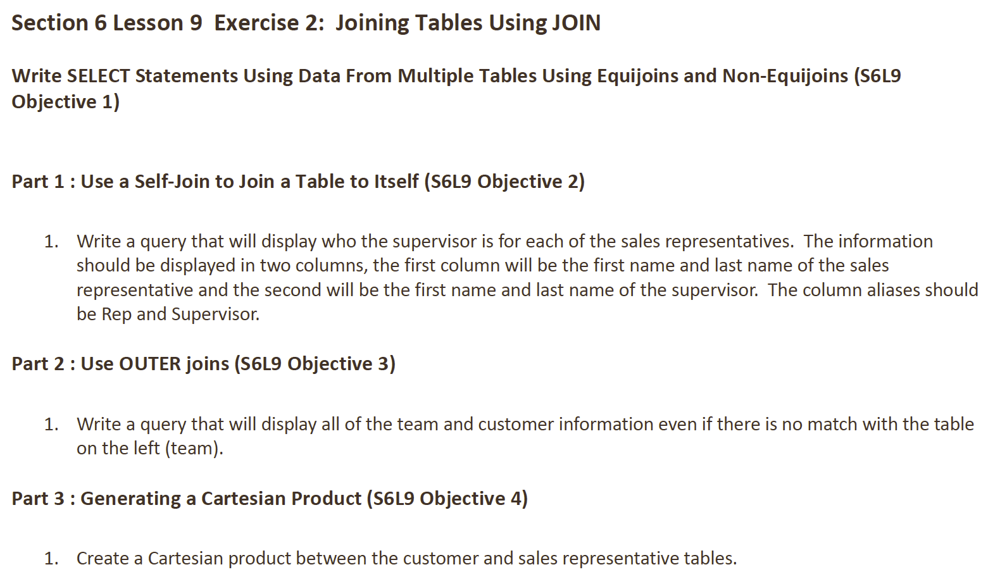 Section 6 Lesson 9  Exercise 2:  Joining Tables Using JOIN
Write SELECT Statements Using Data From Multiple Tables Using Equijoins and Non-Equijoins (S6L9
Objective 1)
Part 1 : Use a Self-Join to Join a Table to Itself (S6L9 Objective 2)
1. Write a query that will display who the supervisor is for each of the sales representatives.  The information
should be displayed in two columns, the first column will be the first name and last name of the sales
representative and the second will be the first name and last name of the supervisor.  The column aliases should
be Rep and Supervisor.
Part 2 : Use OUTER joins (S6L9 Objective 3)
1. Write a query that will display all of the team and customer information even if there is no match with the table
on the left (team).
Part 3 : Generating a Cartesian Product (S6L9 Objective 4)
1. Create a Cartesian product between the customer and sales representative tables.